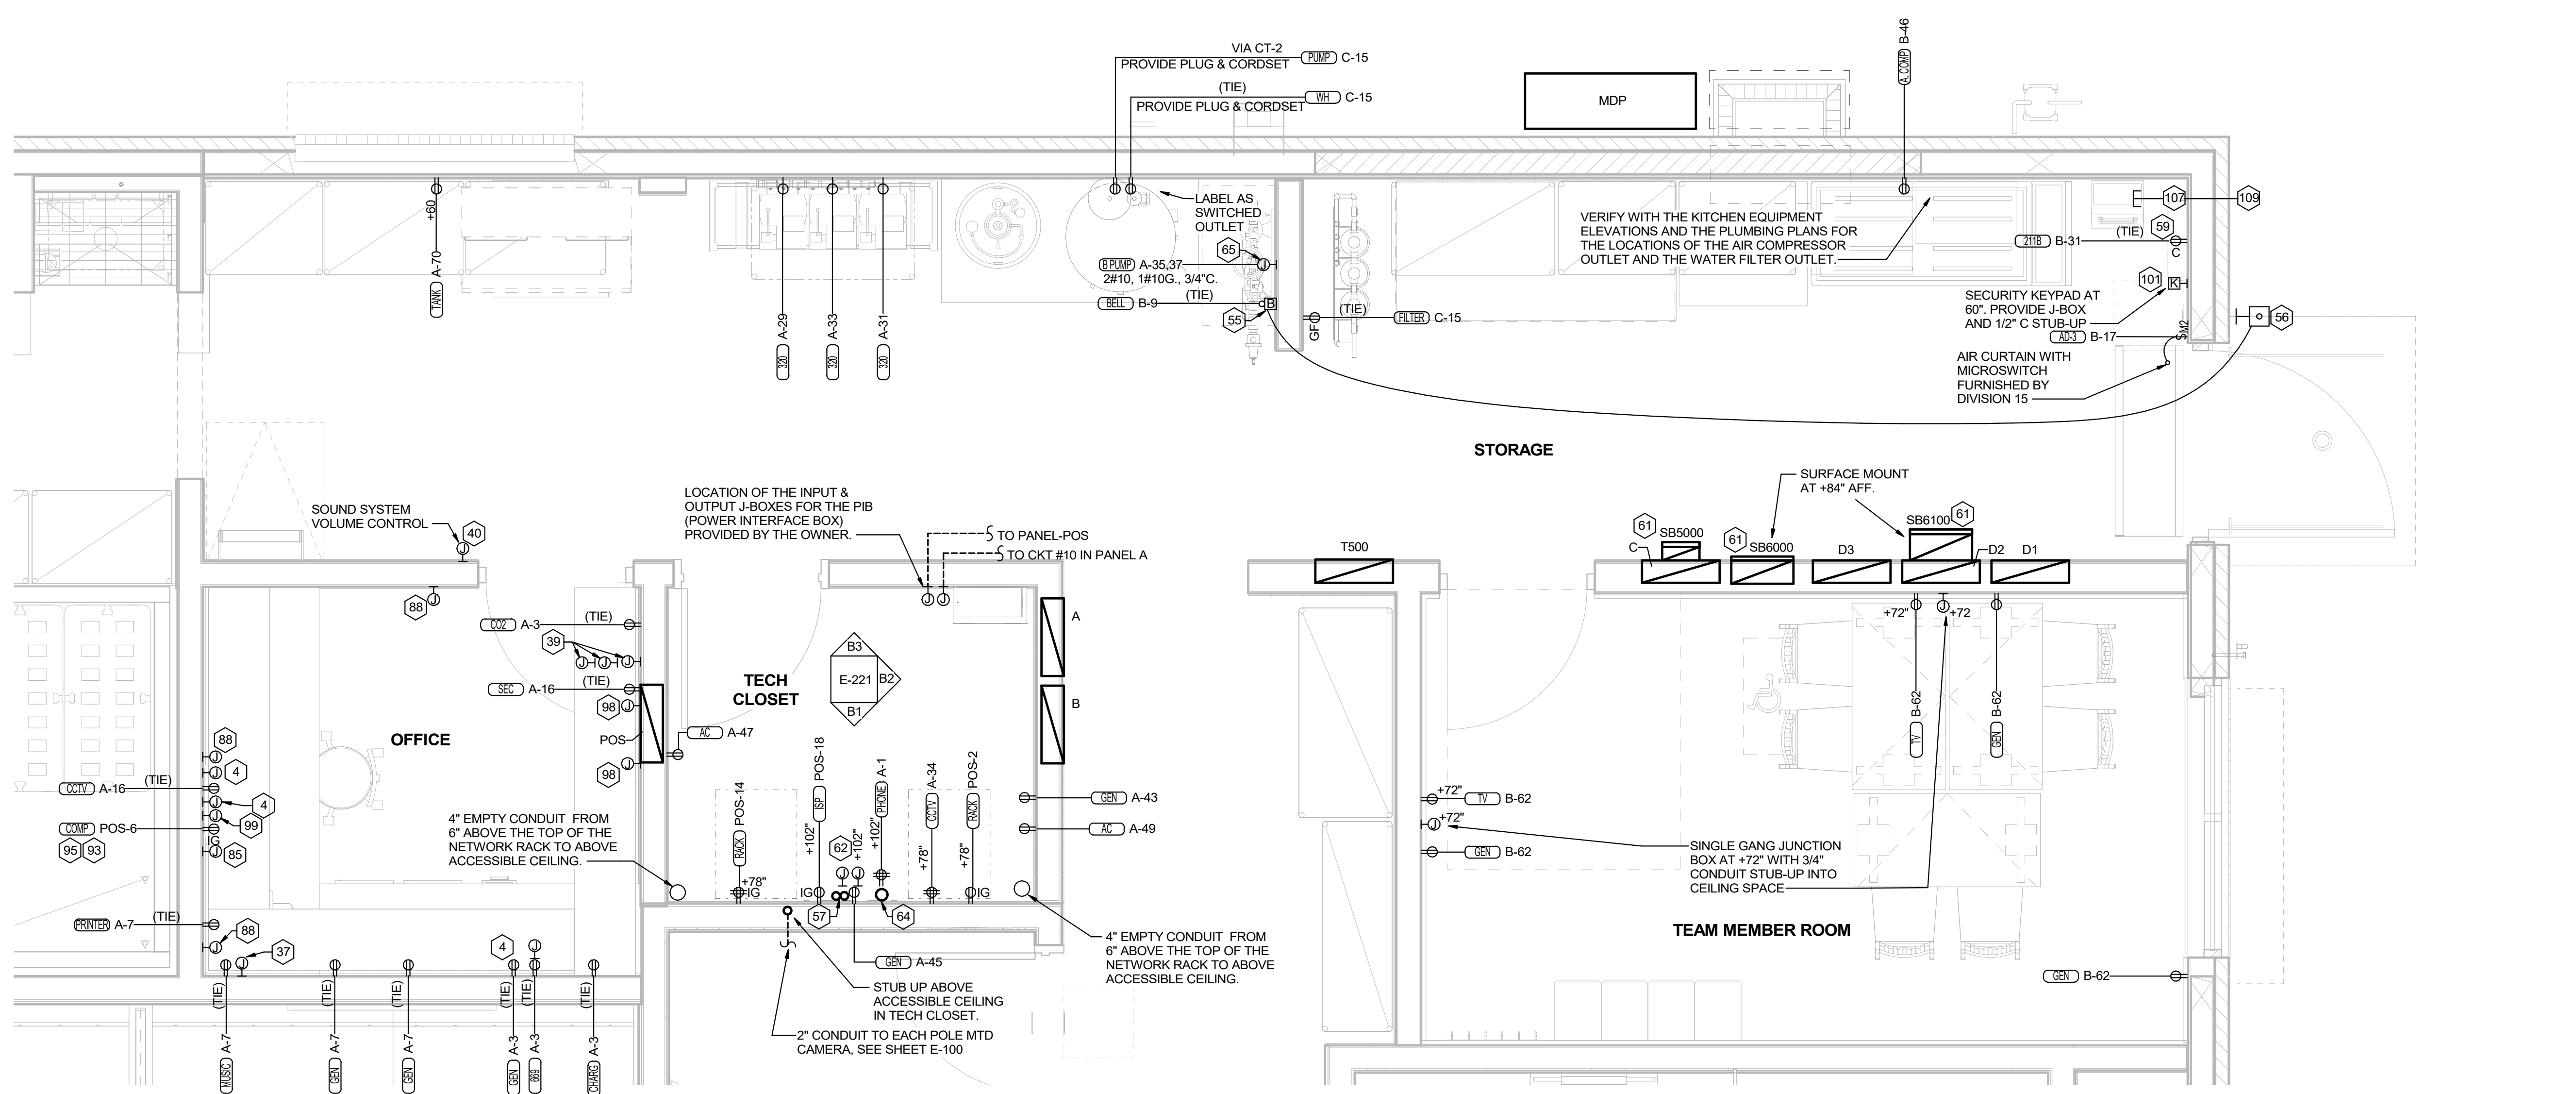 VIA CT-2
PROVIDE PLUG & CORDSET
PUMP C-15
(TIE)
PROVIDE PLUG & CORDSET
WH C-15
MDP
A. COMP B-46
+60
TANK A-70
320 A-29
320 A-33
320 A-31
LABEL AS
SWITCHED
OUTLET
65
J
B PUMP A-35,37
2#10, 1#10G., 3/4"C.
BELL B-9
(TIE)
B
55
GF
(TIE)
FILTER C-15
VERIFY WITH THE KITCHEN EQUIPMENT
ELEVATIONS AND THE PLUMBING PLANS FOR
THE LOCATIONS OF THE AIR COMPRESSOR
OUTLET AND THE WATER FILTER OUTLET.
107
109
59
211B B-31
(TIE)
C
101
K
SECURITY KEYPAD AT
60". PROVIDE J-BOX
AND 1/2" C STUB-UP
56
$M2
AD-3 B-17
AIR CURTAIN WITH
MICROSWITCH
FURNISHED BY
DIVISION 15
STORAGE
SOUND SYSTEM
VOLUME CONTROL
40
J
LOCATION OF THE INPUT &
OUTPUT J-BOXES FOR THE PIB
(POWER INTERFACE BOX)
PROVIDED BY THE OWNER.
TO PANEL-POS
TO CKT #10 IN PANEL A
J
J
SURFACE MOUNT
AT +84" AFF.
T500
61
SB5000
C
61
SB6000
D3
SB6100
61
D2
D1
88
J
CO2 A-3
(TIE)
39
J
J
J
SEC A-16
(TIE)
98
J
POS
98
J
AC A-47
TECH
CLOSET
B3
E-221
B2
B1
A
B
OFFICE
88
J
4
J
CCTV A-16
(TIE)
4
J
99
J
COMP POS-6
IG
95
93
85
J
PRINTER A-7
(TIE)
88
J
37
J
4
J
4" EMPTY CONDUIT FROM
6" ABOVE THE TOP OF THE
NETWORK RACK TO ABOVE
ACCESSIBLE CEILING.
RACK POS-14
+78"
IG
ISP POS-18
+102"
IG
62
+102"
J
J
PHONE A-1
+102"
CCTV A-34
+78"
RACK POS-2
+78"
IG
57
64
GEN A-43
AC A-49
GEN A-45
4" EMPTY CONDUIT FROM
6" ABOVE THE TOP OF THE
NETWORK RACK TO ABOVE
ACCESSIBLE CEILING.
STUB UP ABOVE
ACCESSIBLE CEILING
IN TECH CLOSET.
2" CONDUIT TO EACH POLE MTD
CAMERA, SEE SHEET E-100
MUSIC A-7 (TIE)
GEN A-7 (TIE)
GEN A-7 (TIE)
GEN A-3 (TIE)
669 A-3
CHARG A-3 (TIE)
+72"
J
+72
TV B-62
GEN B-62
+72"
TV B-62
J
+72"
GEN B-62
SINGLE GANG JUNCTION
BOX AT +72" WITH 3/4"
CONDUIT STUB-UP INTO
CEILING SPACE
TEAM MEMBER ROOM
GEN B-62